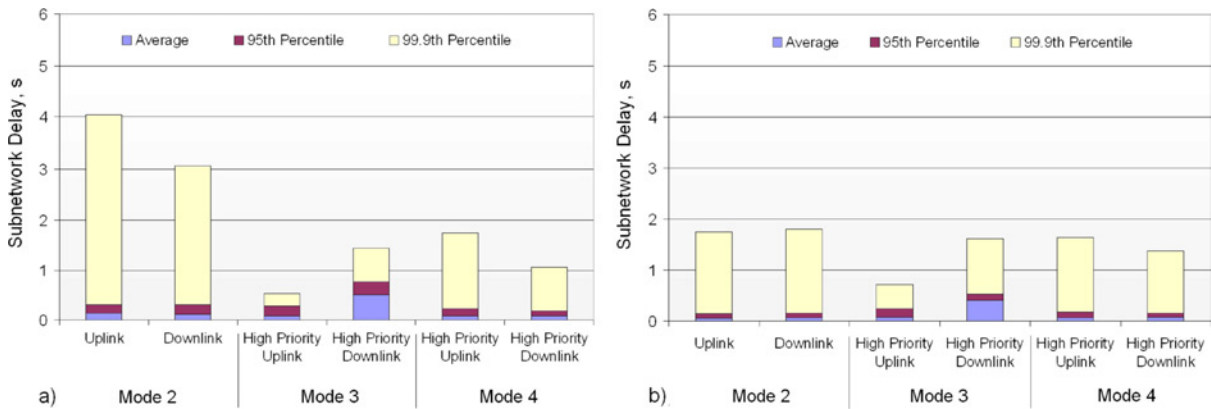 6
5
4
3
2
1
0
Subnetwork Delay, s
Average 95th Percentile 99.9th Percentile
Uplink Downlink High Priority Uplink High Priority Downlink High Priority Uplink High Priority Downlink
a) Mode 2 Mode 3 Mode 4
6
5
4
3
2
1
0
Subnetwork Delay, s
Average 95th Percentile 99.9th Percentile
Uplink Downlink High Priority Uplink High Priority Downlink High Priority Uplink High Priority Downlink
b) Mode 2 Mode 3 Mode 4